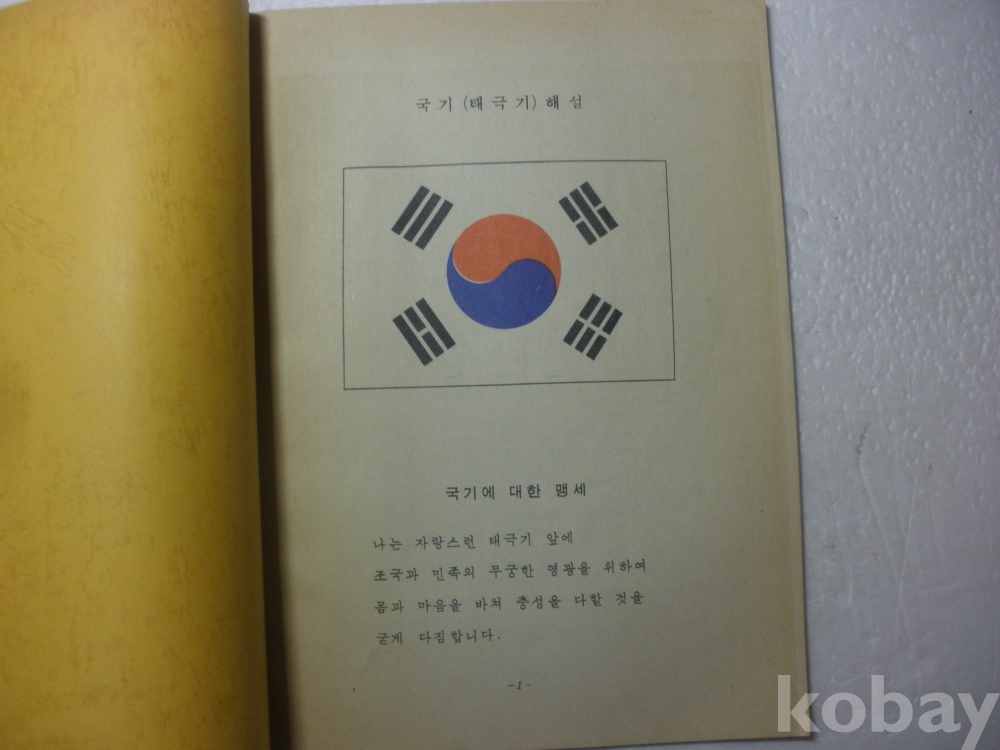 국기(태극기)해설
국기에 대한 맹세
나는 자랑스런 태극기 앞에
조국과 민족의 무궁한 영광을 위하여
몸과 마음을 바쳐 충성을 다할 것을
굳게 다짐합니다.
-1-
kobay